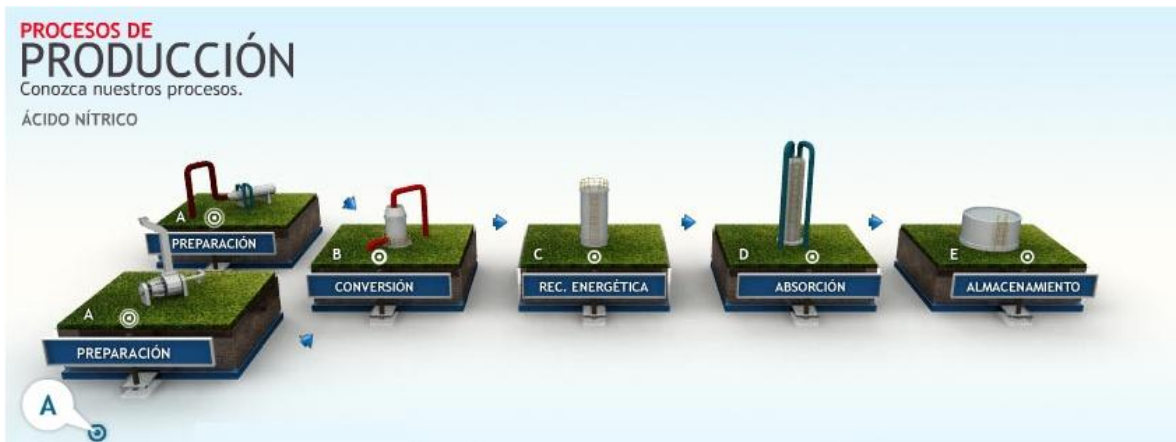 PROCESOS DE
PRODUCCIÓN
Conozca nuestros procesos.
ÁCIDO NÍTRICO
A
PREPARACIÓN
A
PREPARACIÓN
B
CONVERSIÓN
C
REC. ENERGÉTICA
D
ABSORCIÓN
E
ALMACENAMIENTO
A